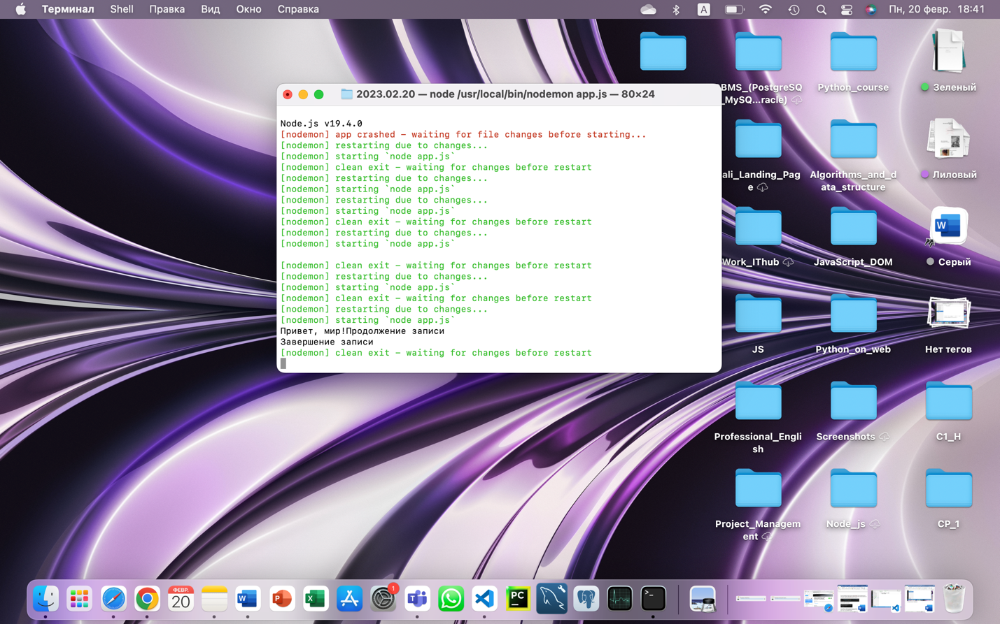 Терминал Shell Правка Вид Окно Справка
A
Пн, 20 февр. 18:41
2023.02.20 — node /usr/local/bin/nodemon app.js — 80×24
Node.js v19.4.0
[nodemon] app crashed - waiting for file changes before starting...
[nodemon] restarting due to changes...
[nodemon] starting `node app.js`
[nodemon] clean exit - waiting for changes before restart
[nodemon] restarting due to changes...
[nodemon] starting `node app.js`
[nodemon] restarting due to changes...
[nodemon] starting `node app.js`
[nodemon] clean exit - waiting for changes before restart
[nodemon] restarting due to changes...
[nodemon] starting `node app.js`
[nodemon] clean exit - waiting for changes before restart
[nodemon] restarting due to changes...
[nodemon] starting `node app.js`
[nodemon] clean exit - waiting for changes before restart
[nodemon] restarting due to changes...
[nodemon] starting `node app.js`
Привет, мир!Продолжение записи
Завершение записи
[nodemon] clean exit - waiting for changes before restart
BMS_(PostgreSQ
_MySQ...racle)
Python_course
Зеленый
ali_Landing_Pag
e
Algorithms_and_d
ata_structure
Лиловый
W
Work_IThub
JavaScript_DOM
Серый
JS
Python_on_web
Нет тегов
Professional_Engli
sh
Screenshots
C1_H
Project_Managem
ent
Node_js
CP_1
ФЕВР.
20
W
P
X
1
T
PC
>_